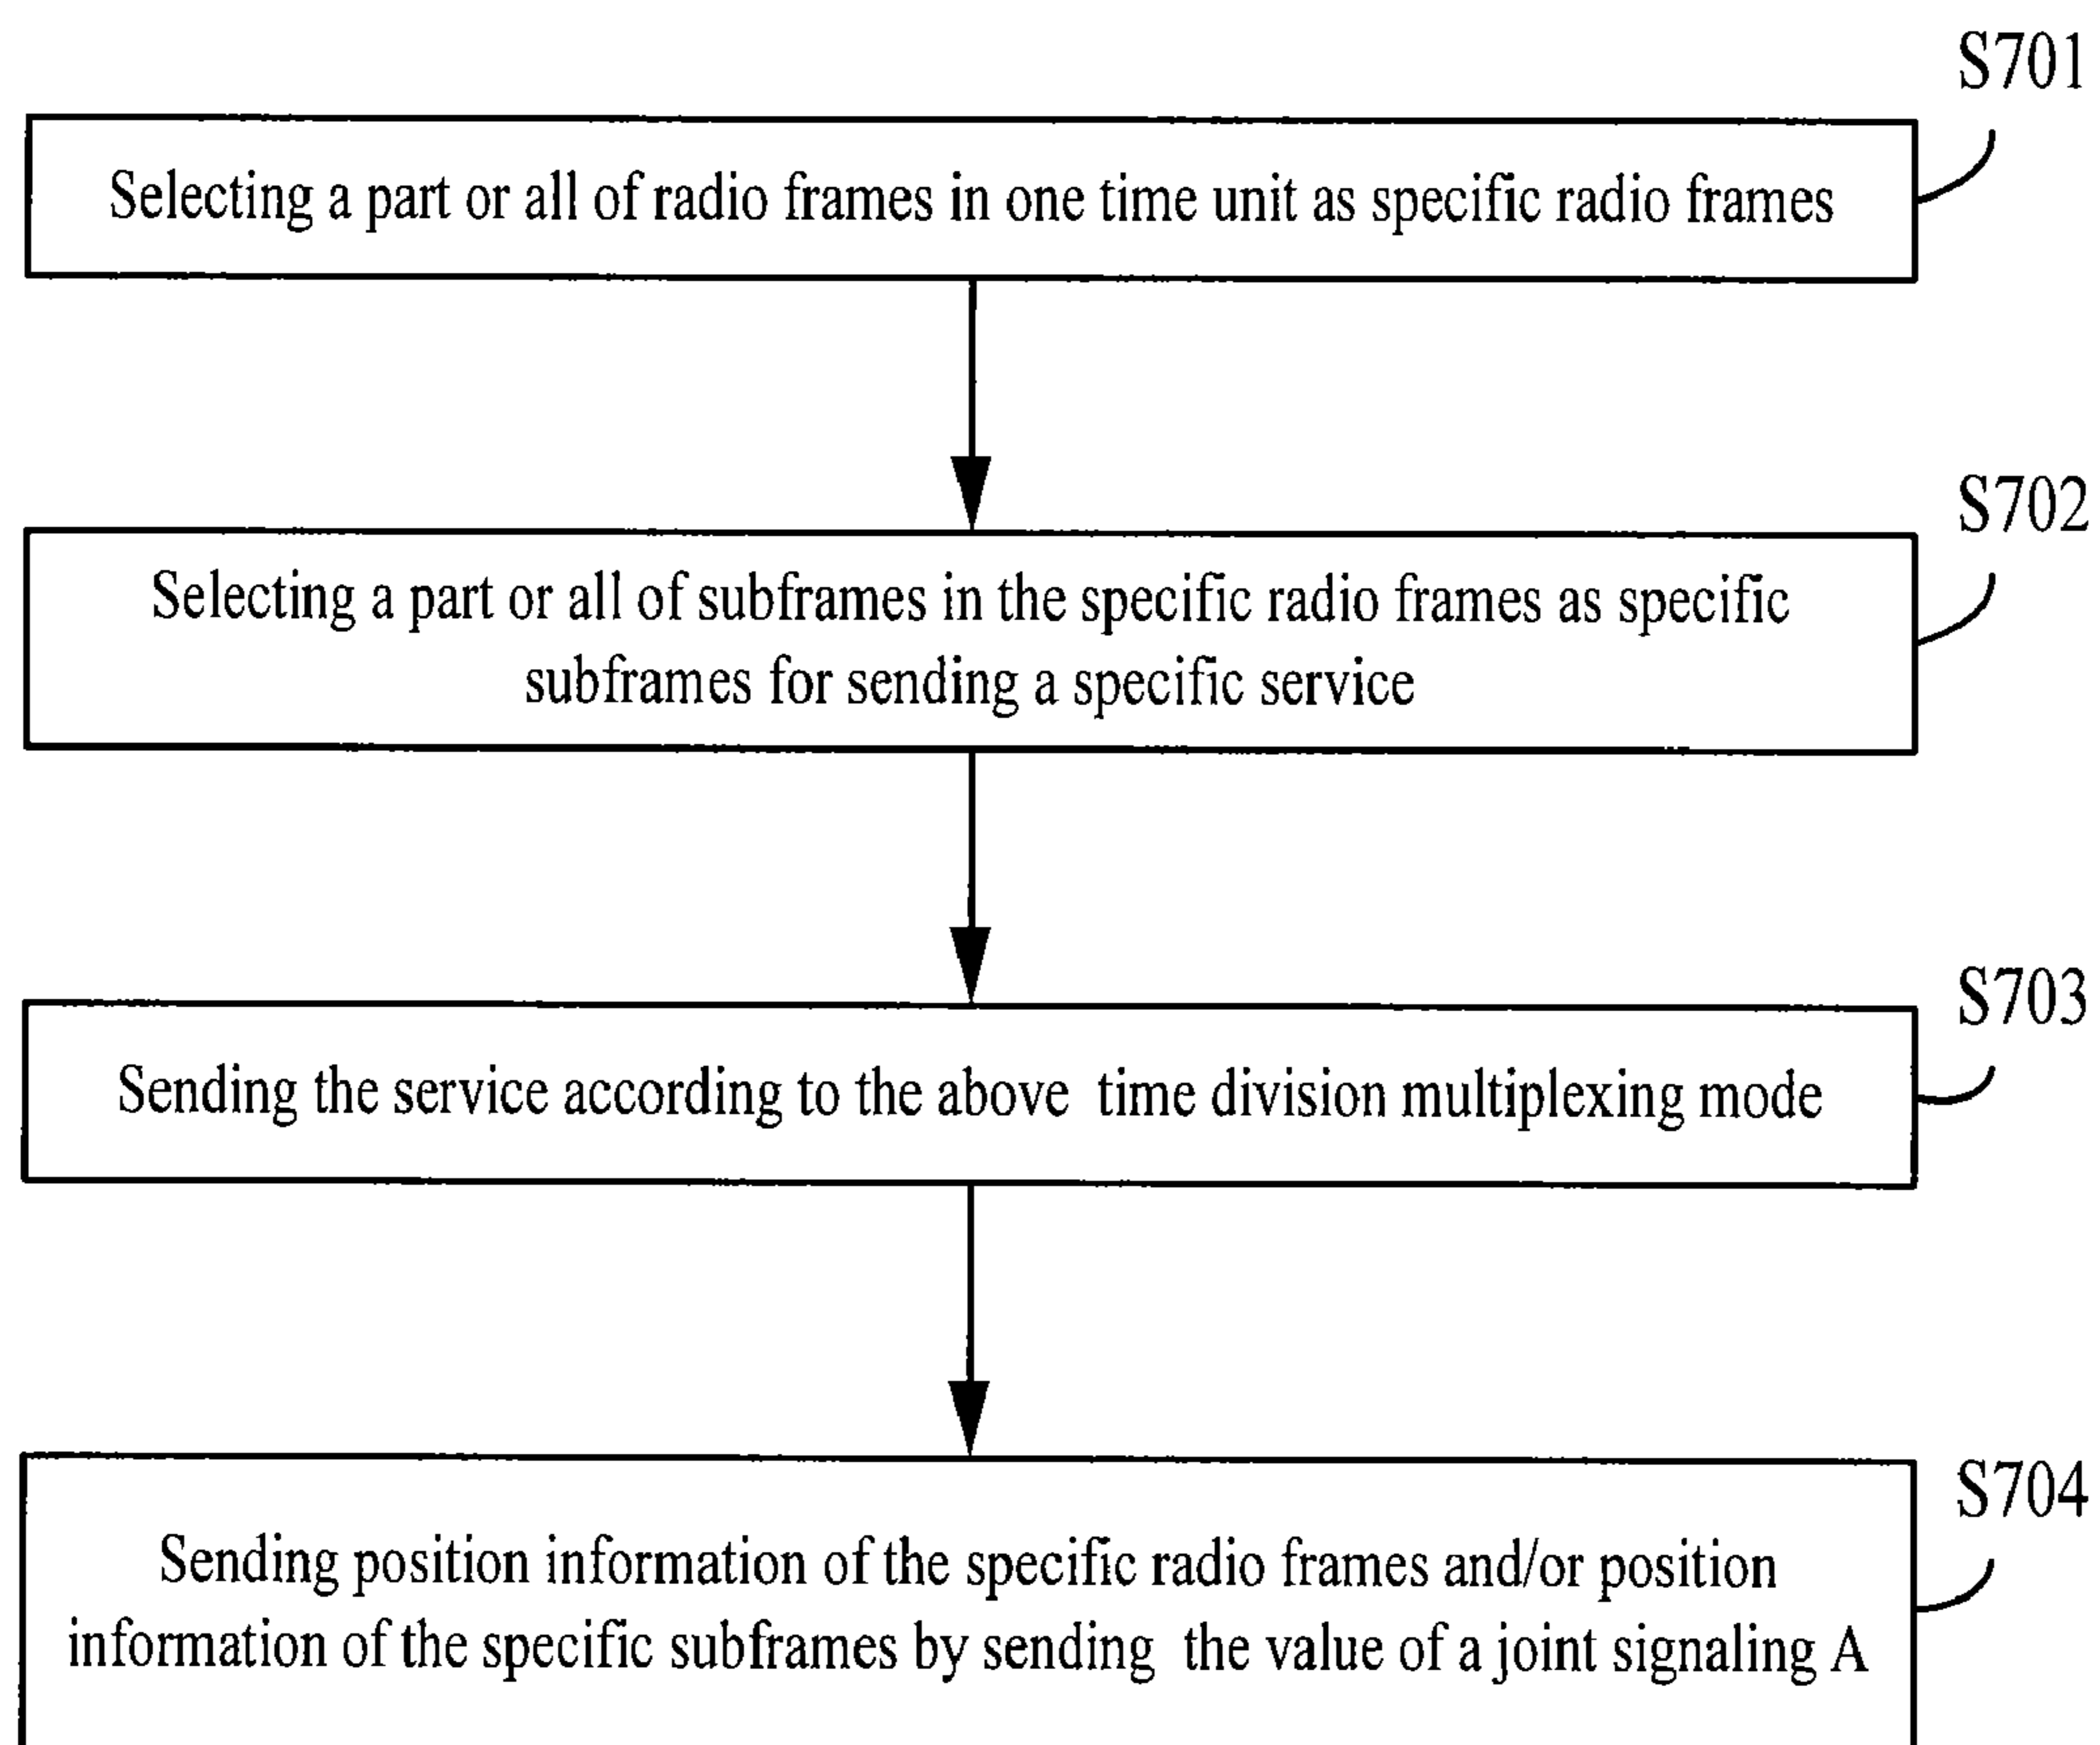 S701
Selecting a part or all of radio frames in one time unit as specific radio frames
S702
Selecting a part or all of subframes in the specific radio frames as specific
subframes for sending a specific service
S703
Sending the service according to the above time division multiplexing mode
S704
Sending position information of the specific radio frames and/or position
information of the specific subframes by sending the value of a joint signaling A